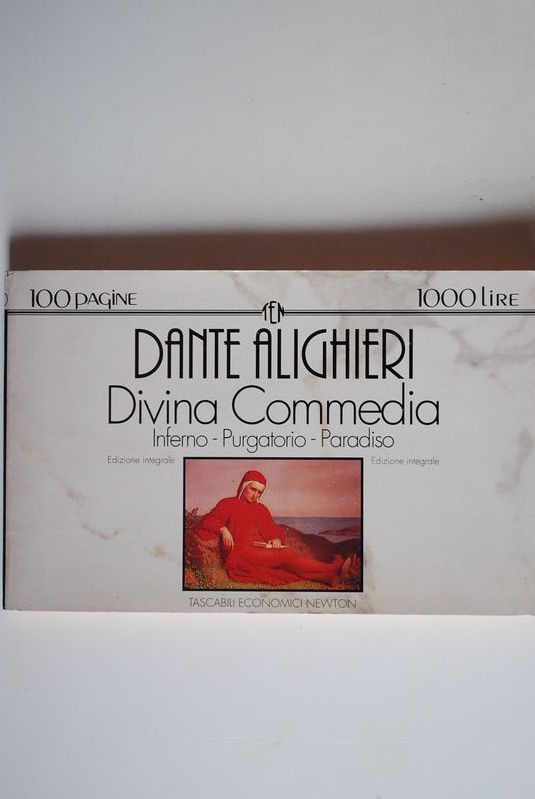 100 PAGINE
1000 LIRE
TEN
DANTE ALIGHIERI
Divina Commedia
Inferno - Purgatorio - Paradiso
Edizione integrale
Edizione integrale
TASCABILI ECONOMICI NEWTON